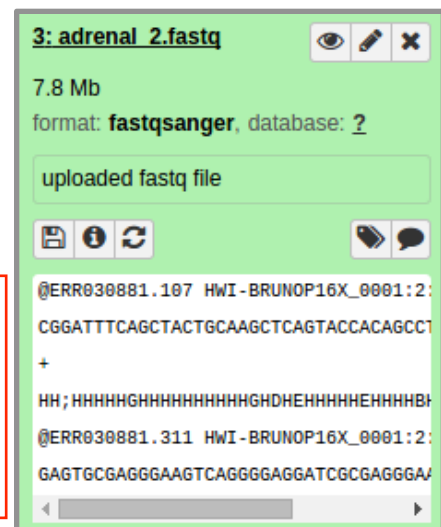 3: adrenal_2.fastq
7.8 Mb
format: fastqsanger, database: ?
uploaded fastq file
@ERR030881.107 HWI-BRUNOP16X_0001:2:
CGGATTTCAGCTACTGCAAGCTCAGTACCACAGCCT
+
HH;HHHHHGHHHHHHHHHHGHDHEHHHHHEHHHHBH
@ERR030881.311 HWI-BRUNOP16X_0001:2:
GAGTGCGAGGGAAGTCAGGGGAGGATCGCGAGGGAA